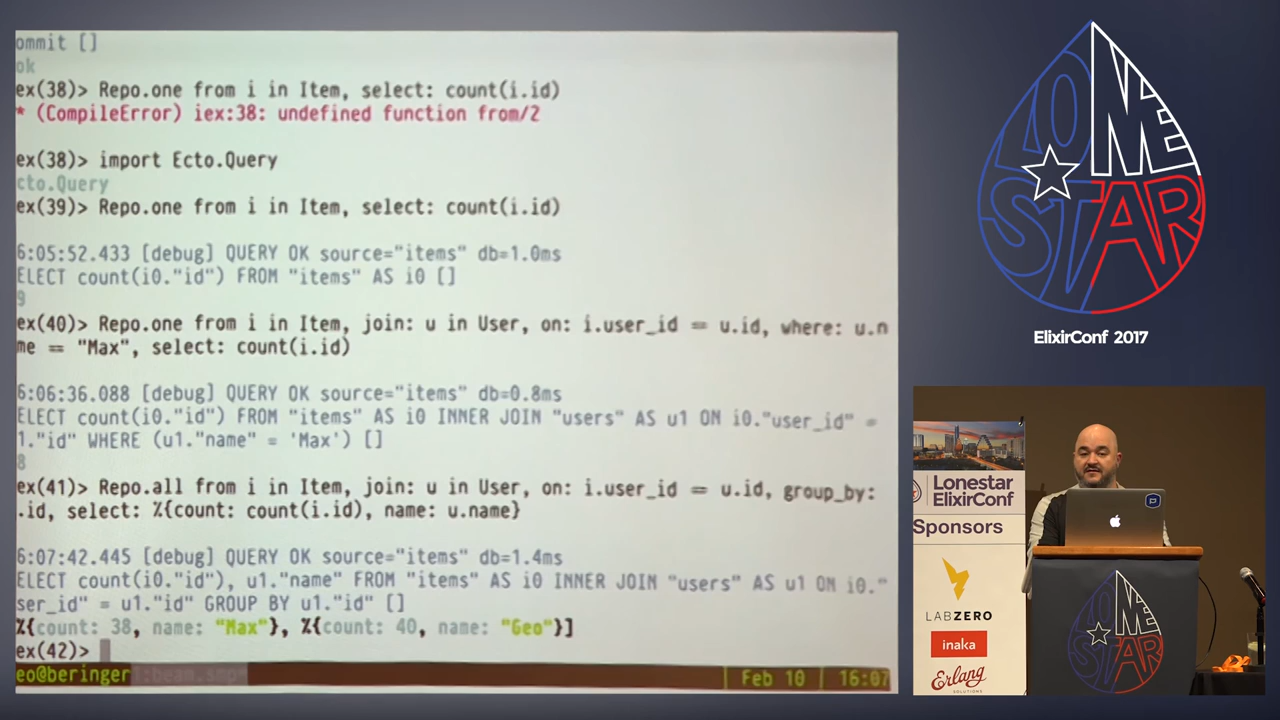 ommit []
ok
ex(38)> Repo.one from i in Item, select: count(i.id)
* (CompileError) iex:38: undefined function from/2
ex(38)> import Ecto.Query
cto.Query
ex(39)> Repo.one from i in Item, select: count(i.id)
6:05:52.433 [debug] QUERY OK source="items" db=1.0ms
ELECT count(i0."id") FROM "items" AS i0 []
9
ex(40)> Repo.one from i in Item, join: u in User, on: i.user_id == u.id, where: u.n
me == "Max", select: count(i.id)
6:06:36.088 [debug] QUERY OK source="items" db=0.8ms
ELECT count(i0."id") FROM "items" AS i0 INNER JOIN "users" AS u1 ON i0."user_id" =
1."id" WHERE (u1."name" = 'Max') []
8
ex(41)> Repo.all from i in Item, join: u in User, on: i.user_id == u.id, group_by:
.id, select: %{count: count(i.id), name: u.name}
6:07:42.445 [debug] QUERY OK source="items" db=1.4ms
ELECT count(i0."id"), u1."name" FROM "items" AS i0 INNER JOIN "users" AS u1 ON i0."
ser_id" = u1."id" GROUP BY u1."id" []
%{count: 38, name: "Max"}, %{count: 40, name: "Geo"}]
ex(42)>
eo@beringer 1:beam.smp* Feb 10 16:07
LONE
STAR
ElixirConf 2017
Lonestar
ElixirConf
Sponsors
LABZERO
inaka
Erlang
SOLUTIONS
LONE
STAR